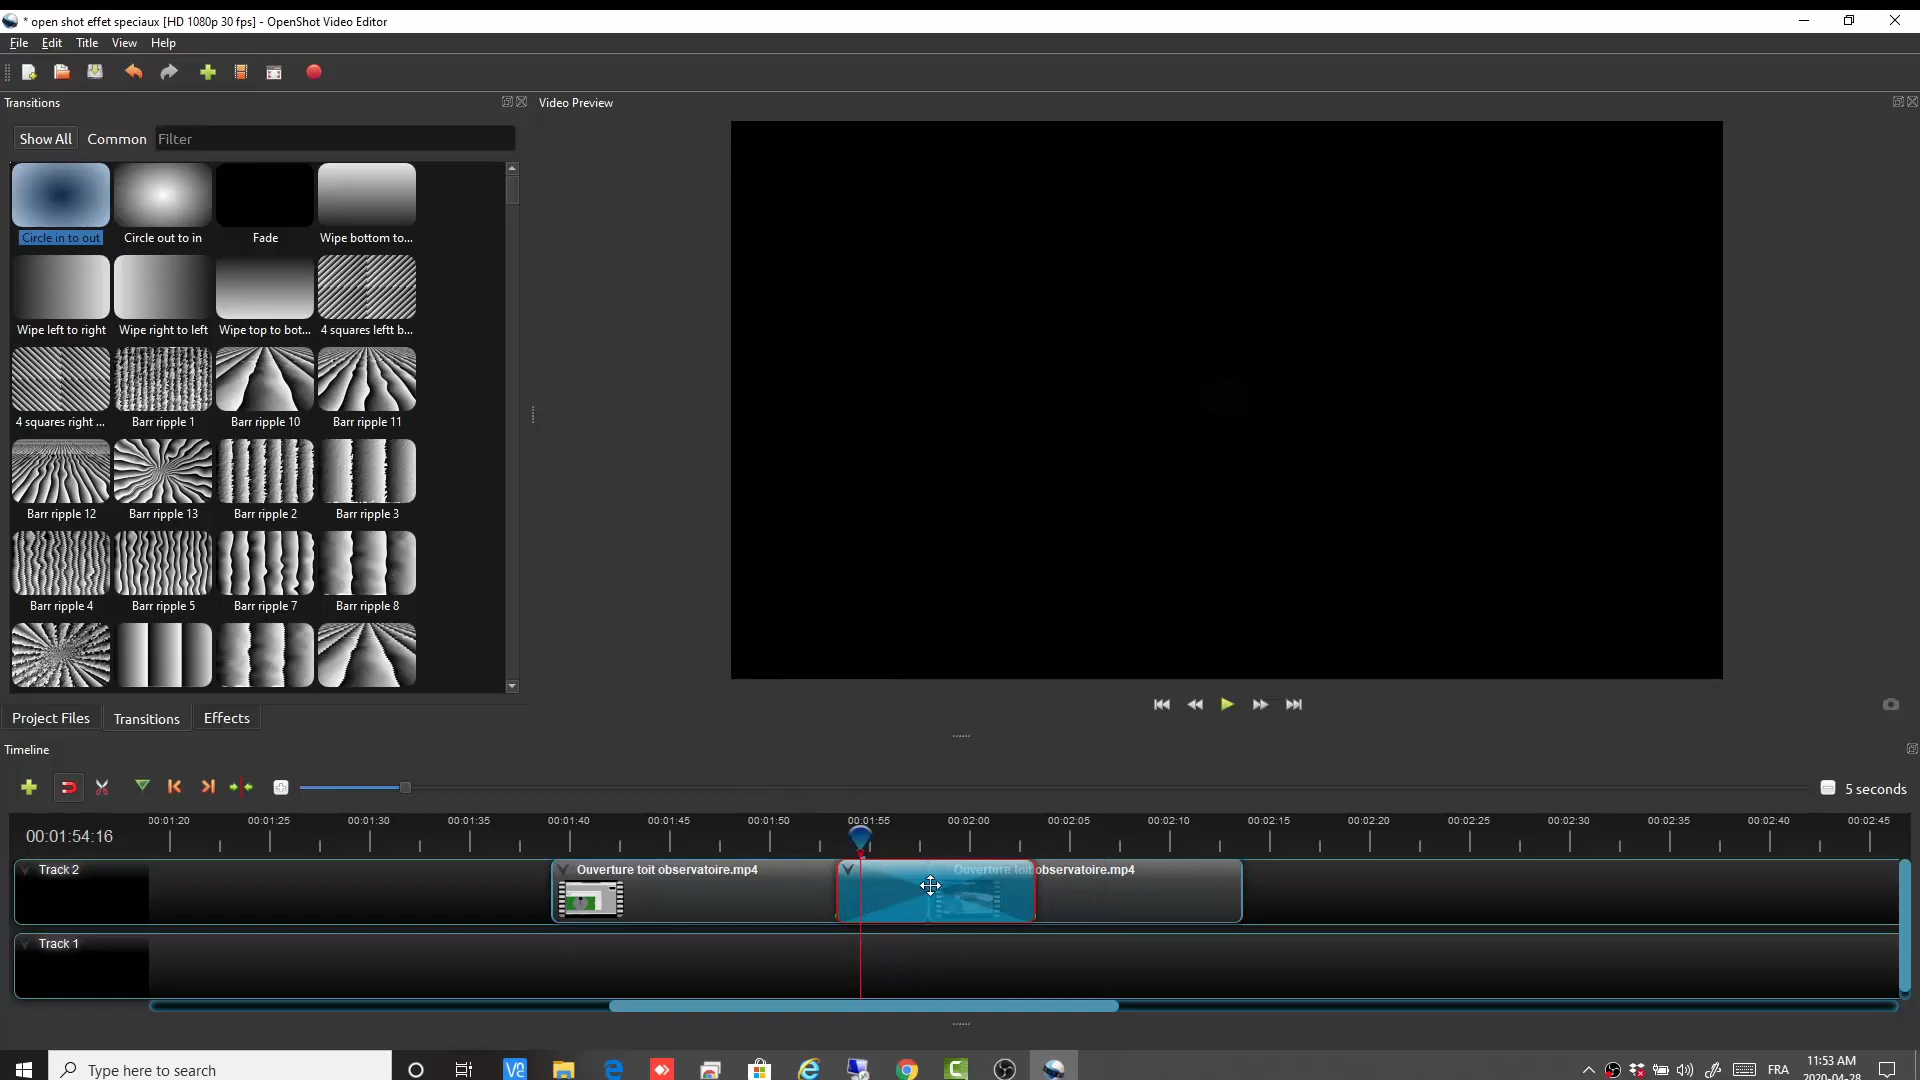 * open shot effet speciaux [HD 1080p 30 fps] - OpenShot Video Editor
File Edit Title View Help
Transitions
Video Preview
Show All Common Filter
Circle in to out Circle out to in Fade Wipe bottom to...
Wipe left to right Wipe right to left Wipe top to bot... 4 squares leftt b...
4 squares right ... Barr ripple 1 Barr ripple 10 Barr ripple 11
Barr ripple 12 Barr ripple 13 Barr ripple 2 Barr ripple 3
Barr ripple 4 Barr ripple 5 Barr ripple 7 Barr ripple 8
Project Files Transitions Effects
Timeline
5 seconds
00:01:54:16
00:01:20 00:01:25 00:01:30 00:01:35 00:01:40 00:01:45 00:01:50 00:01:55 00:02:00 00:02:05 00:02:10 00:02:15 00:02:20 00:02:25 00:02:30 00:02:35 00:02:40 00:02:45
Track 2 Ouverture toit observatoire.mp4 Ouverture toit observatoire.mp4
Track 1
Type here to search
FRA
11:53 AM
2020-04-28